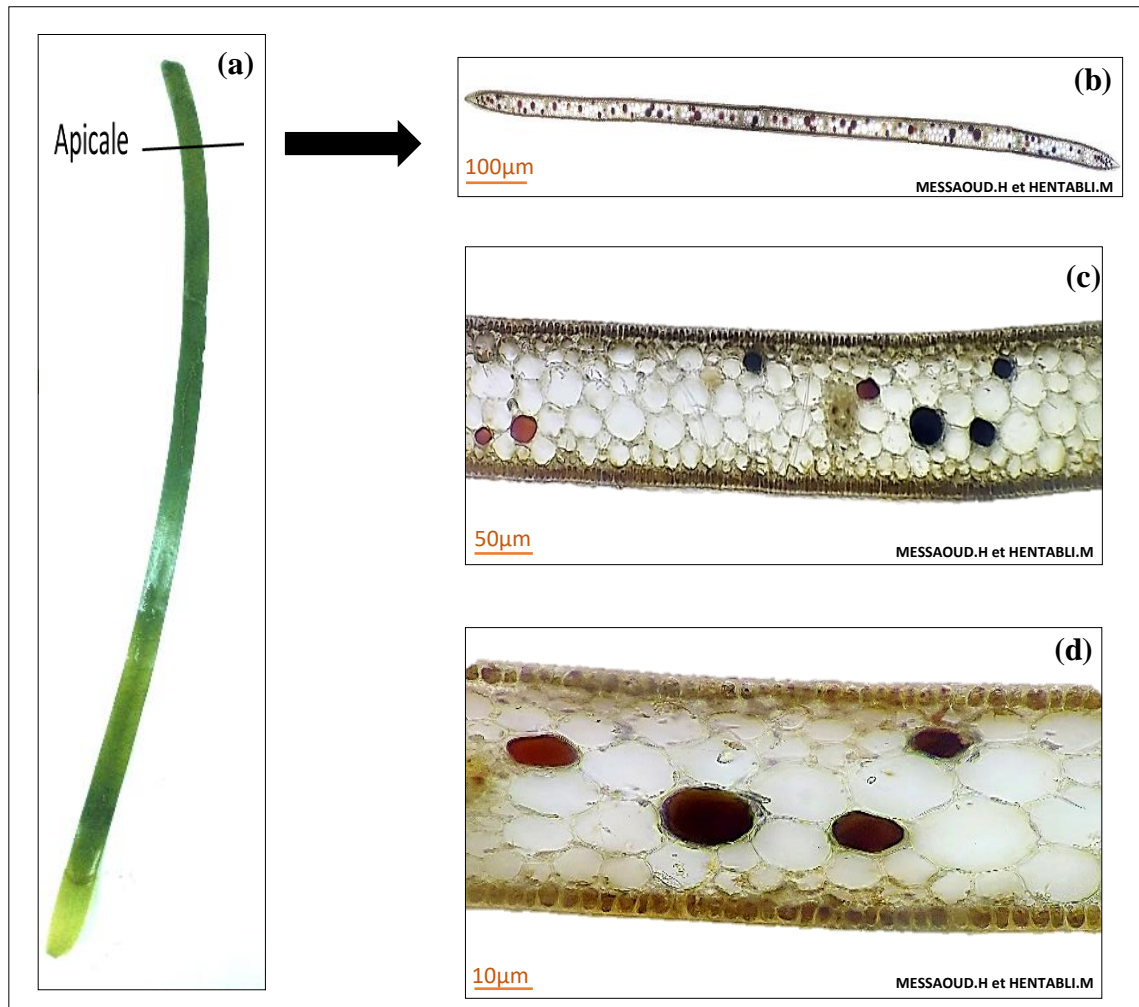 (a)
Apicale
(b)
100µm
MESSAOUD.H et HENTABLI.M
(c)
50µm
MESSAOUD.H et HENTABLI.M
(d)
10µm
MESSAOUD.H et HENTABLI.M